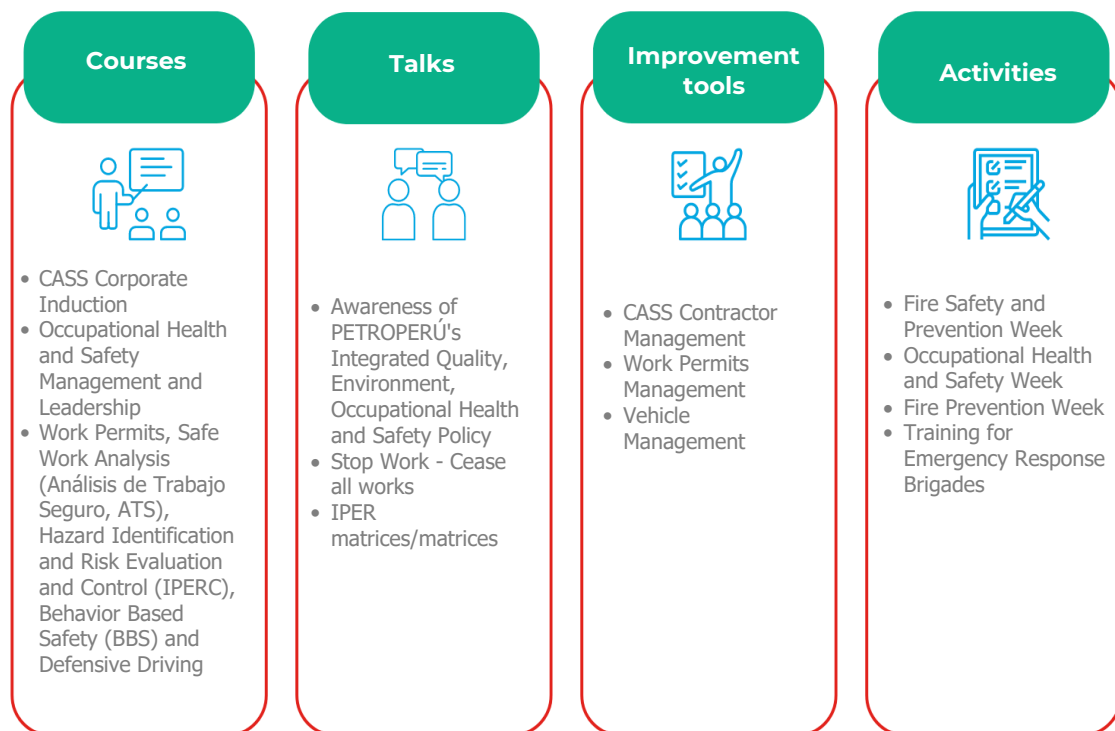 Courses
• CASS Corporate
Induction
• Occupational Health
and Safety
Management and
Leadership
• Work Permits, Safe
Work Analysis
(Análisis de Trabajo
Seguro, ATS),
Hazard Identification
and Risk Evaluation
and Control (IPERC),
Behavior Based
Safety (BBS) and
Defensive Driving
Talks
• Awareness of
PETROPERÚ's
Integrated Quality,
Environment,
Occupational Health
and Safety Policy
• Stop Work - Cease
all works
• IPER
matrices/matrices
Improvement
tools
• CASS Contractor
Management
• Work Permits
Management
• Vehicle
Management
Activities
• Fire Safety and
Prevention Week
• Occupational Health
and Safety Week
• Fire Prevention Week
• Training for
Emergency Response
Brigades